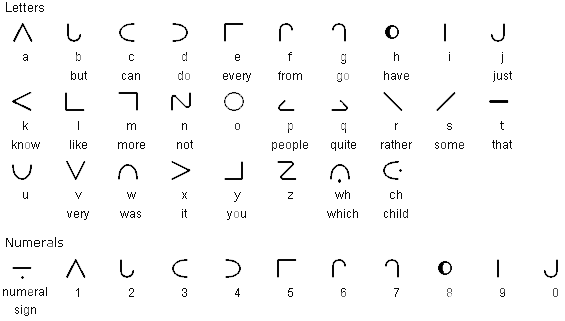 Letters
a b c d e f g h i j
but can do every from go have just
k l m n o p q r s t
know like more not people quite rather some that
u v w x y z wh ch
very was it you which child
Numerals
numeral 1 2 3 4 5 6 7 8 9 0
sign